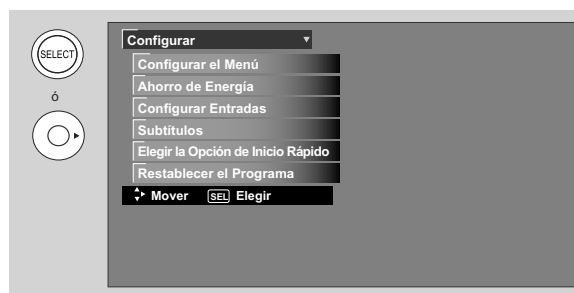 SELECT
ó
Configurar
Configurar el Menú
Ahorro de Energía
Configurar Entradas
Subtítulos
Elegir la Opción de Inicio Rápido
Restablecer el Programa
Mover SEL Elegir